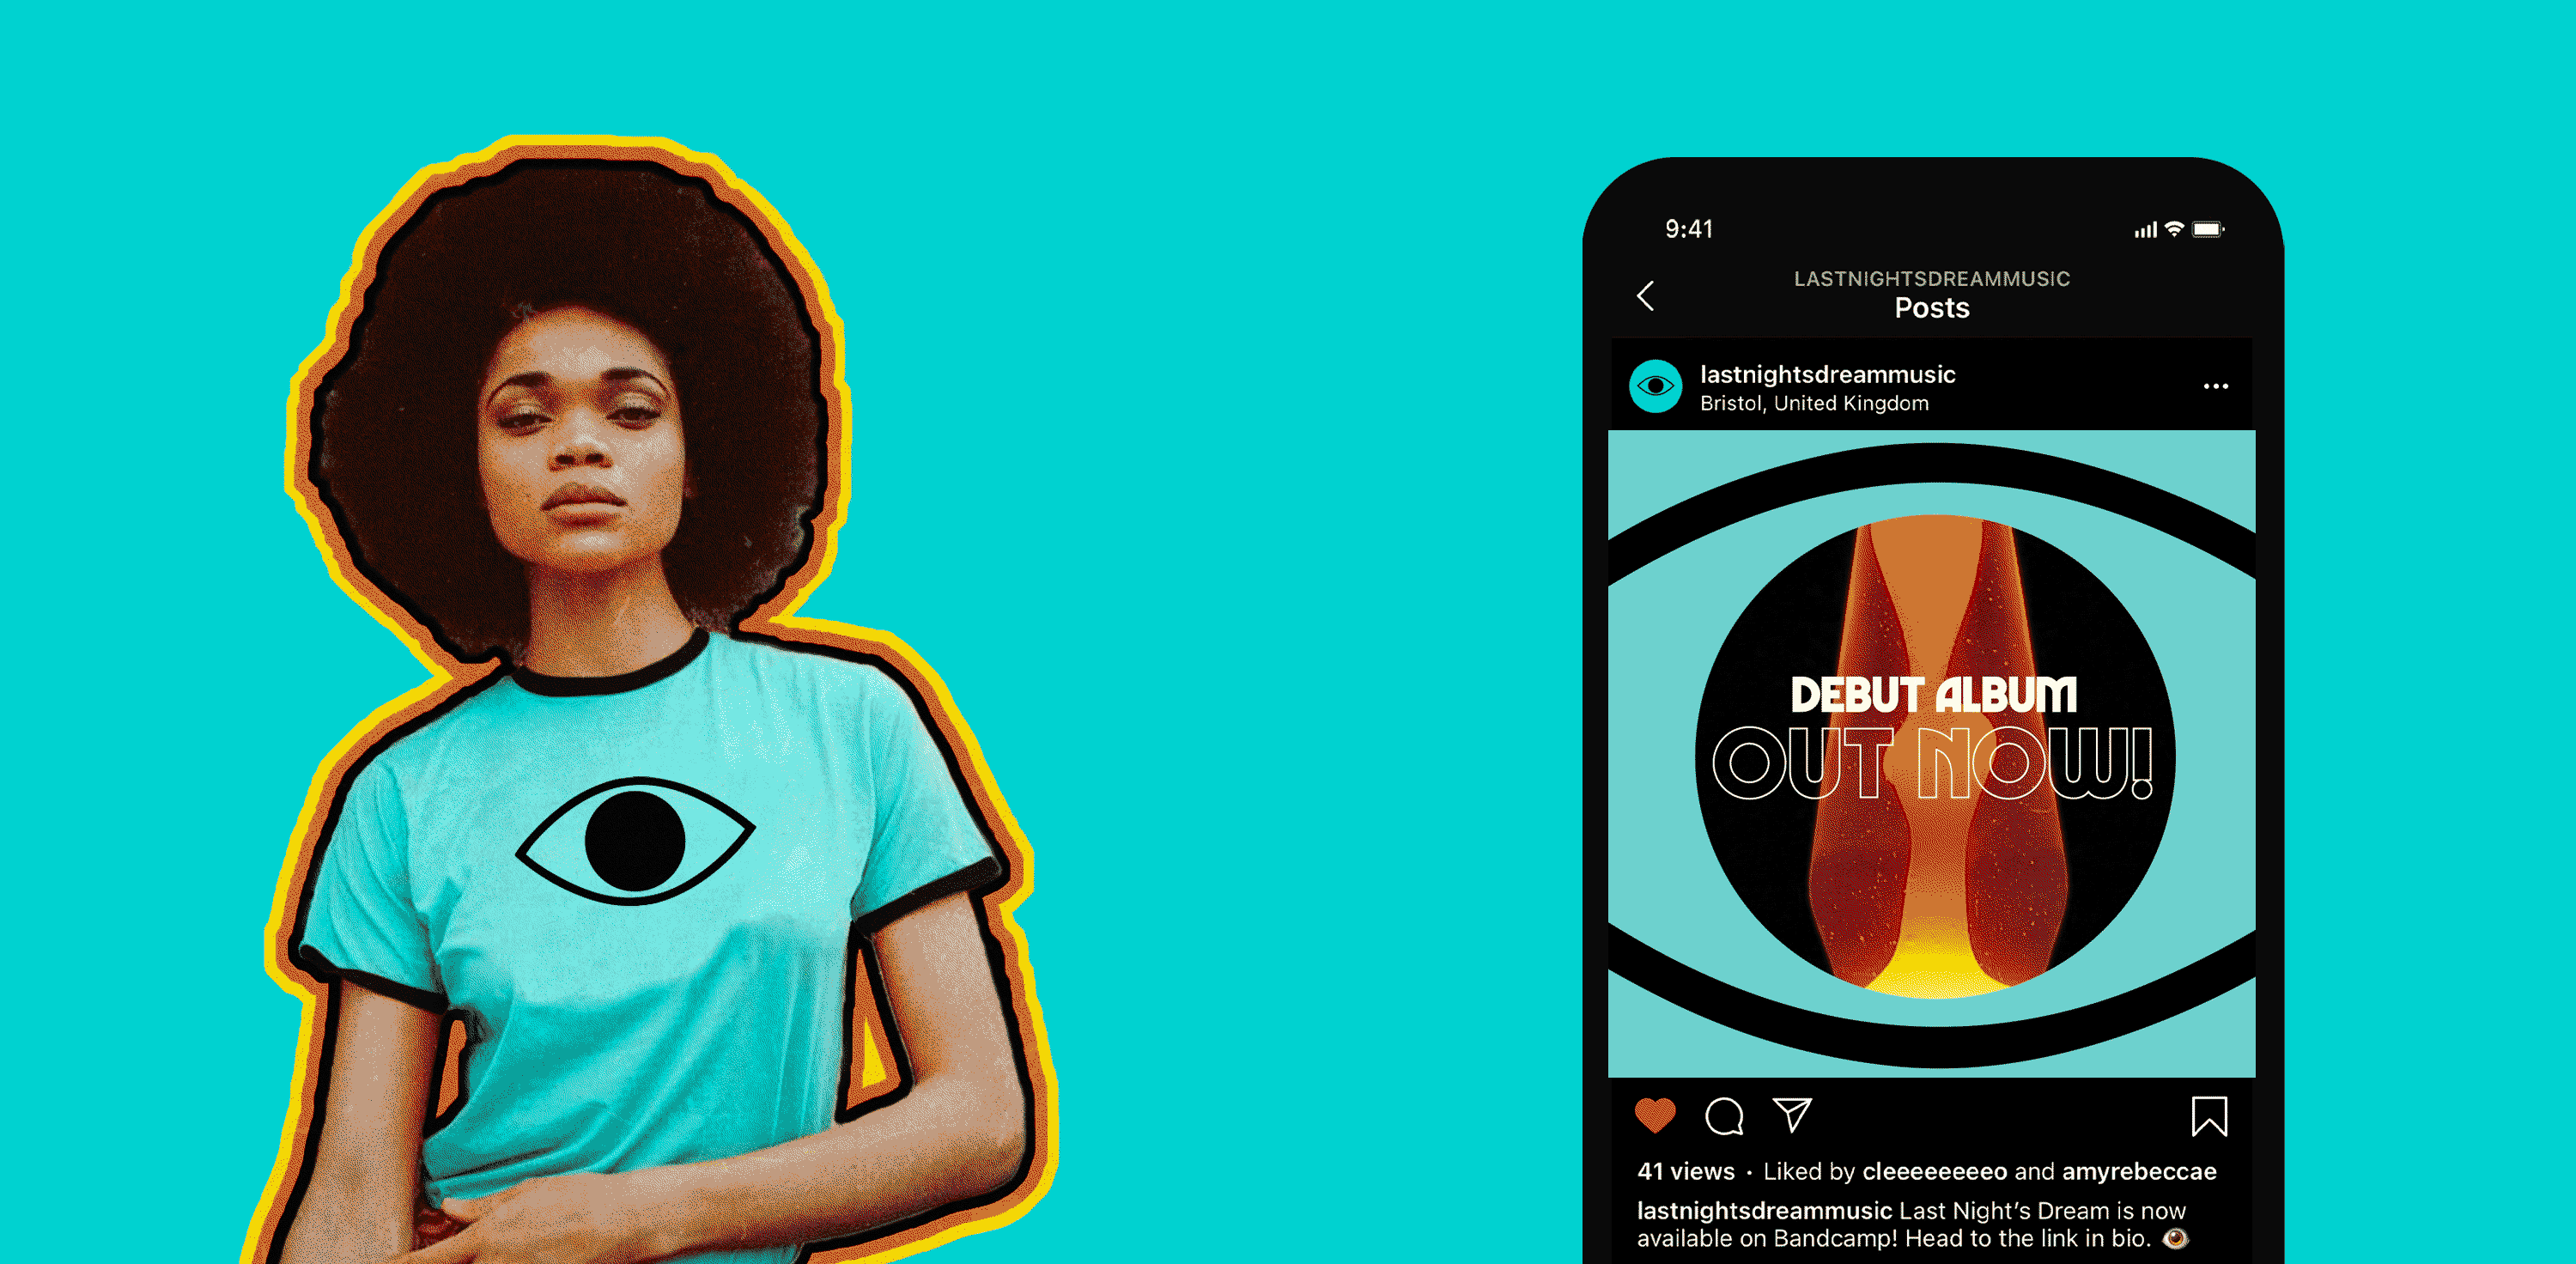 9:41
LASTNIGHTSDREAMMUSIC
Posts
lastnightsdreammusic
Bristol, United Kingdom
DEBUT ALBUM
OUT NOW!
41 views • Liked by cleeeeeeeeo and amyrebeccae
lastnightsdreammusic Last Night’s Dream is now
available on Bandcamp! Head to the link in bio. 👁️